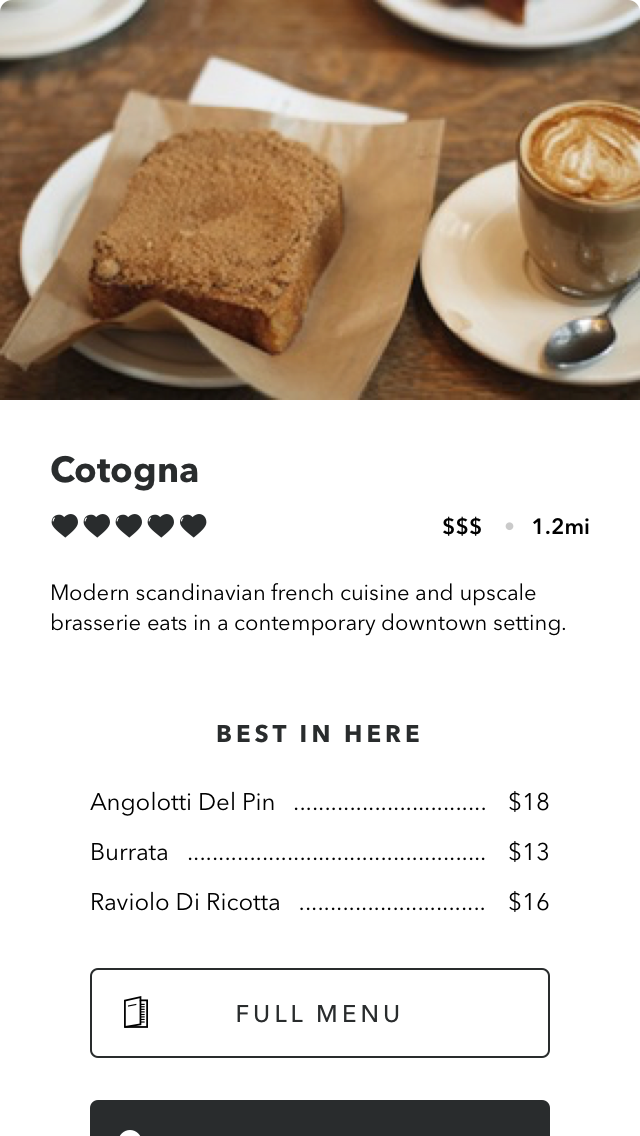 Cotogna
$$$ • 1.2mi
Modern scandinavian french cuisine and upscale
brasserie eats in a contemporary downtown setting.
BEST IN HERE
Angolotti Del Pin ............................... $18
Burrata ................................................ $13
Raviolo Di Ricotta .............................. $16
FULL MENU